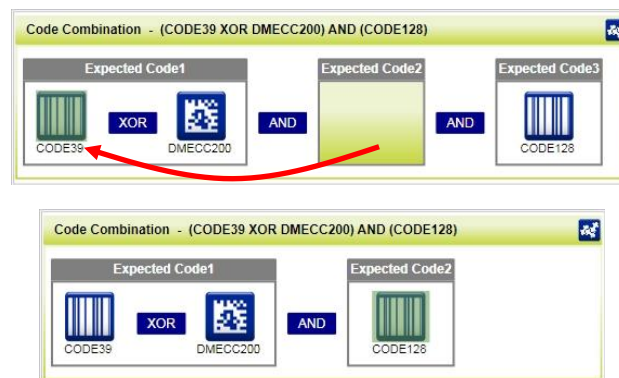 Code Combination - (CODE39 XOR DMECC200) AND (CODE128)
Expected Code1 Expected Code2 Expected Code3
XOR AND AND
CODE39 DMECC200 CODE128
Code Combination - (CODE39 XOR DMECC200) AND (CODE128)
Expected Code1 Expected Code2
XOR AND
CODE39 DMECC200 CODE128